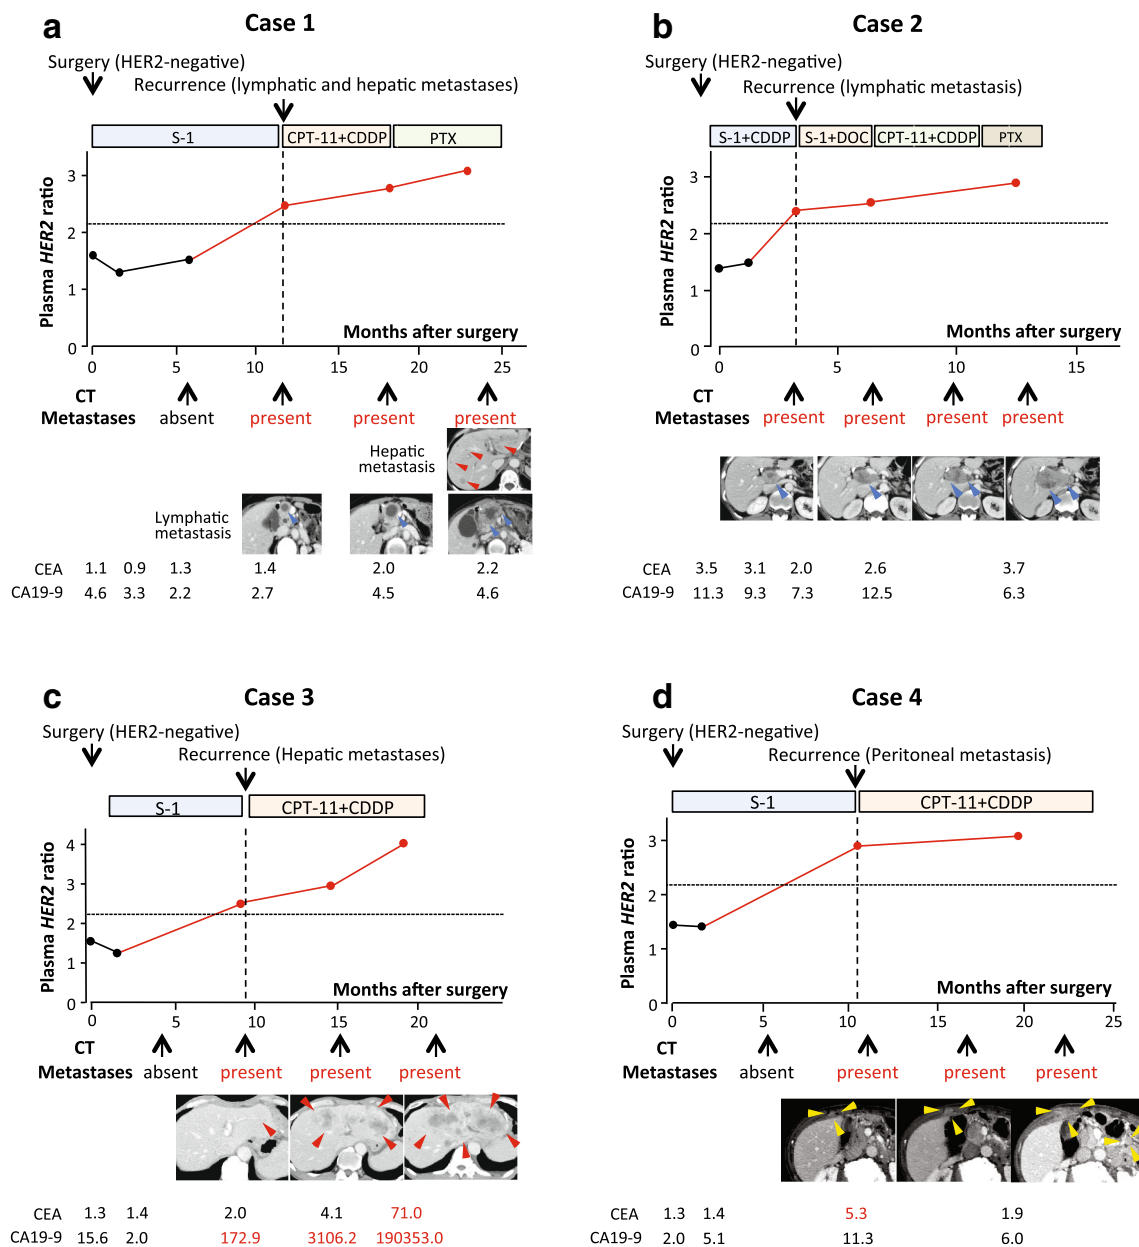 a
Case 1
Surgery (HER2-negative)
Recurrence (lymphatic and hepatic metastases)
S-1
CPT-11+CDDP
PTX
Plasma HER2 ratio
3
2
1
0
Months after surgery
0 5 10 15 20 25
CT
Metastases absent present present present
Hepatic
metastasis
Lymphatic
metastasis
CEA 1.1 0.9 1.3 1.4 2.0 2.2
CA19-9 4.6 3.3 2.2 2.7 4.5 4.6
b
Case 2
Surgery (HER2-negative)
Recurrence (lymphatic metastasis)
S-1+CDDP
S-1+DOC
CPT-11+CDDP
PTX
Plasma HER2 ratio
3
2
1
0
Months after surgery
0 5 10 15
CT
Metastases present present present present
CEA 3.5 3.1 2.0 2.6 3.7
CA19-9 11.3 9.3 7.3 12.5 6.3
c
Case 3
Surgery (HER2-negative)
Recurrence (Hepatic metastases)
S-1
CPT-11+CDDP
Plasma HER2 ratio
4
3
2
1
0
Months after surgery
0 5 10 15 20
CT
Metastases absent present present present
CEA 1.3 1.4 2.0 4.1 71.0
CA19-9 15.6 2.0 172.9 3106.2 190353.0
d
Case 4
Surgery (HER2-negative)
Recurrence (Peritoneal metastasis)
S-1
CPT-11+CDDP
Plasma HER2 ratio
3
2
1
0
Months after surgery
0 5 10 15 20 25
CT
Metastases absent present present present
CEA 1.3 1.4 5.3 1.9
CA19-9 2.0 5.1 11.3 6.0